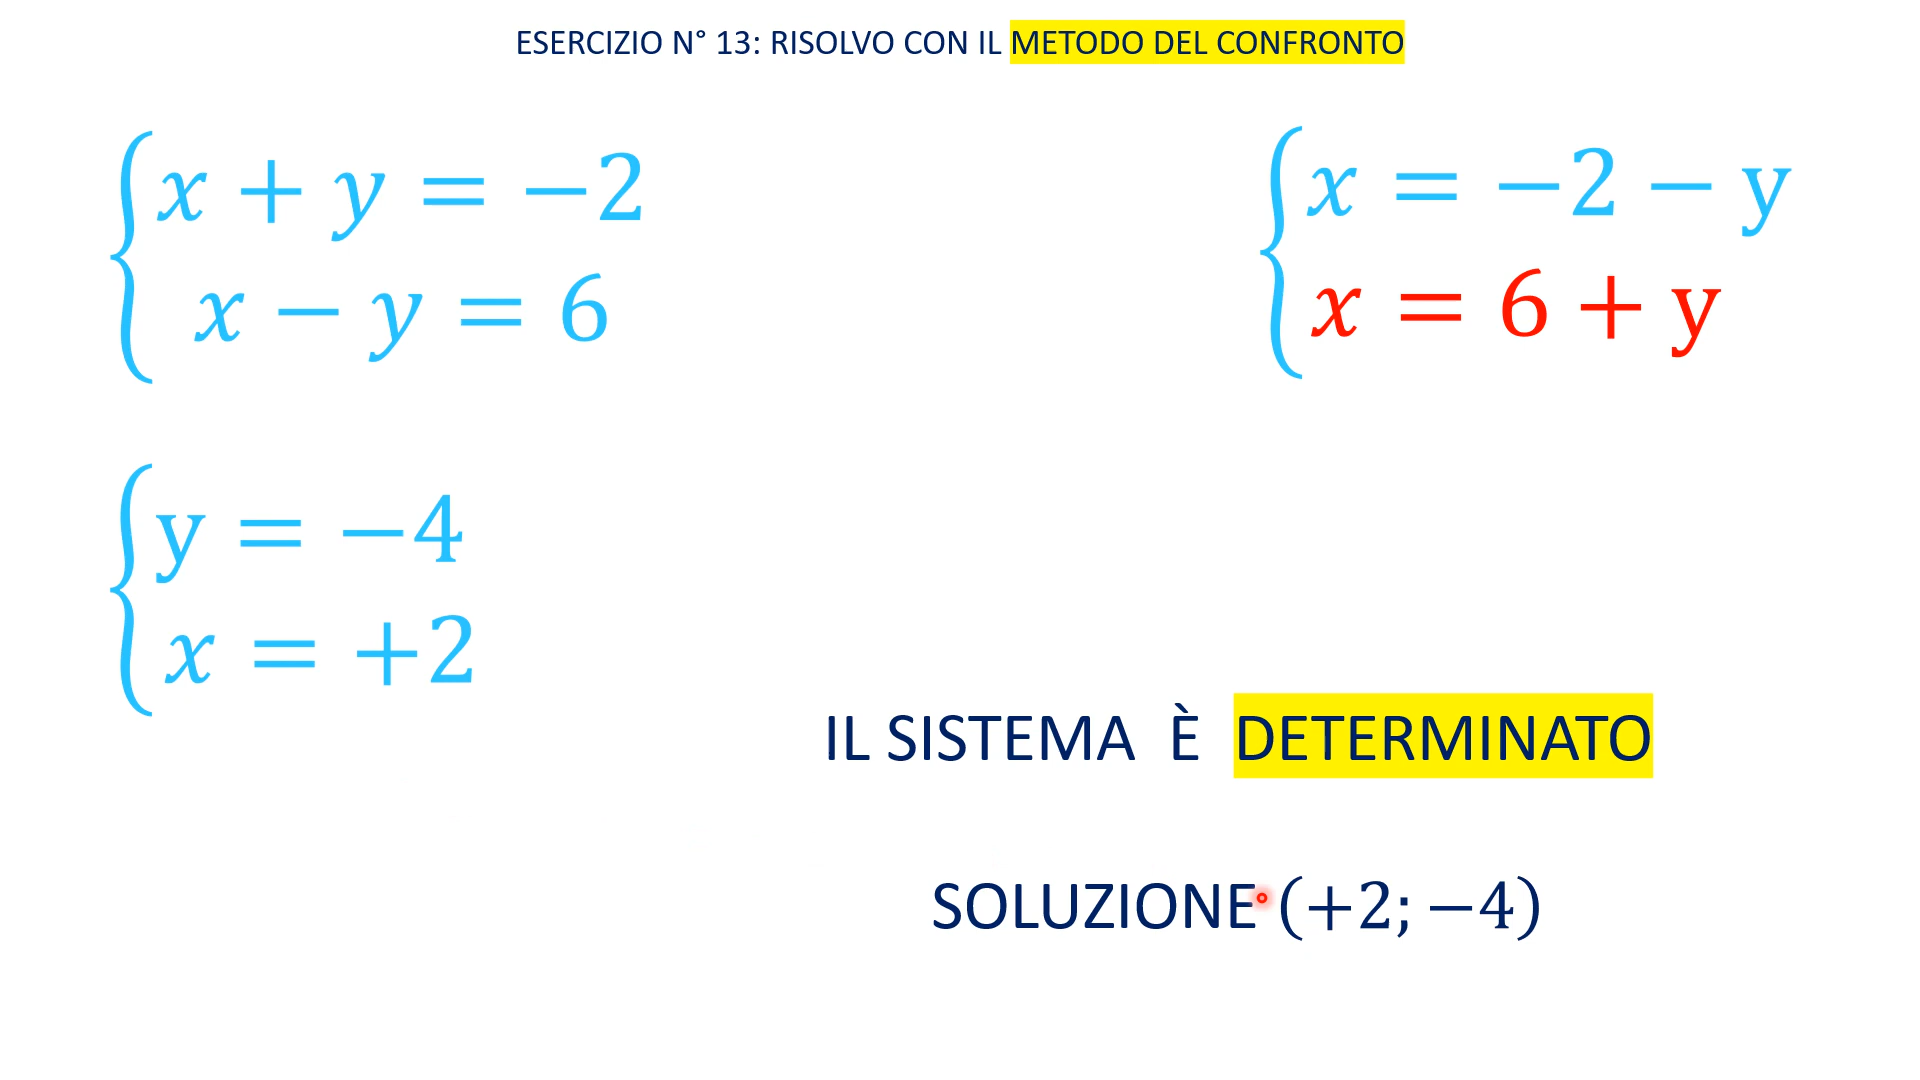 ESERCIZIO N° 13: RISOLVO CON IL METODO DEL CONFRONTO
x + y = −2
x − y = 6
x = −2 − y
x = 6 + y
y = −4
x = +2
IL SISTEMA È DETERMINATO
SOLUZIONE (+2; −4)